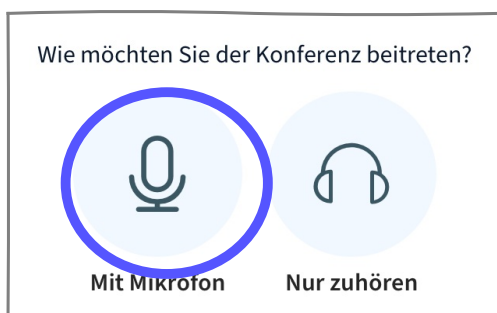 Wie möchten Sie der Konferenz beitreten?
Mit Mikrofon
Nur zuhören